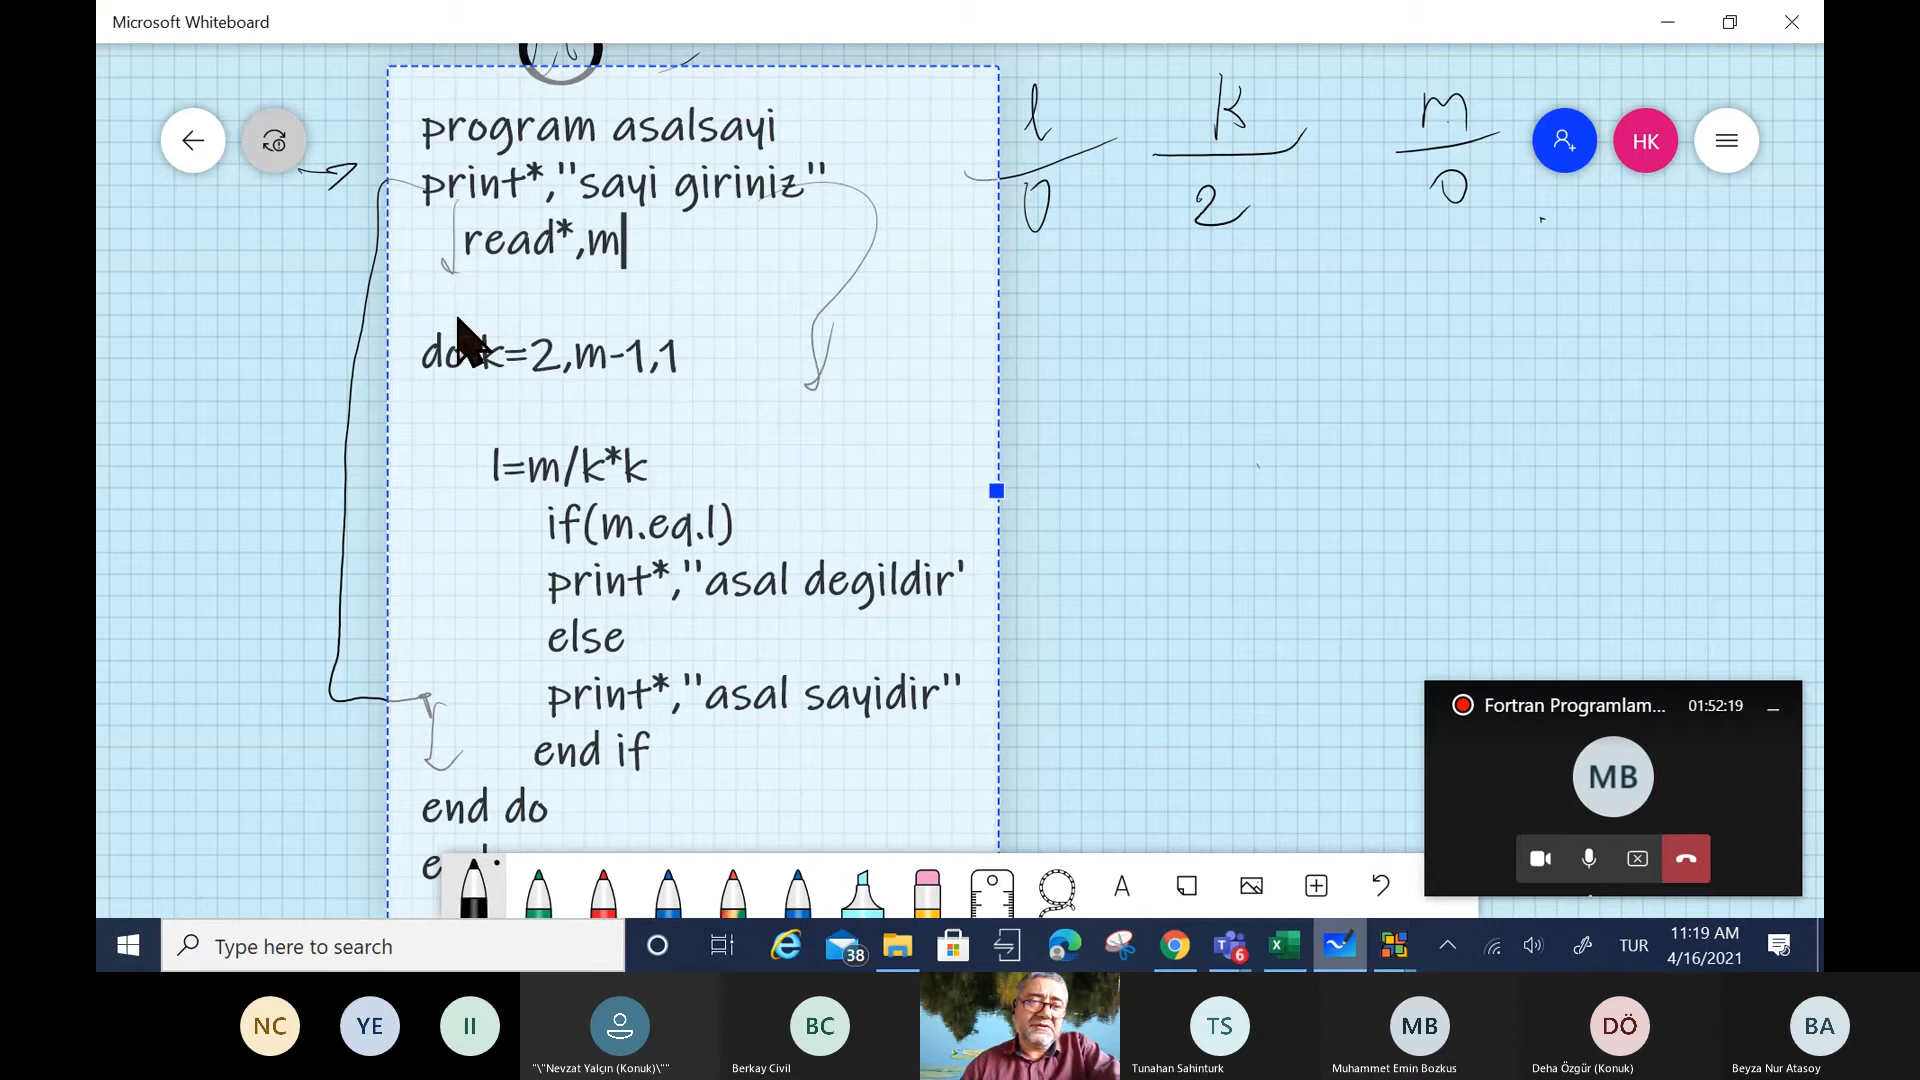 Microsoft Whiteboard
program asalsayi
print*,"sayi giriniz"
read*,m
do k=2,m-1,1
l=m/k*k
if(m.eq.l)
print*,"asal degildir'
else
print*,"asal sayidir"
end if
end do
l k m
0 2 0
HK
Fortran Programlam... 01:52:19
MB
A
Type here to search
38
6
TUR
11:19 AM
4/16/2021
NC YE II BC TS MB DÖ BA
"\"Nevzat Yalçın (Konuk)\"" Berkay Civil Tunahan Sahinturk Muhammet Emin Bozkus Deha Özgür (Konuk) Beyza Nur Atasoy